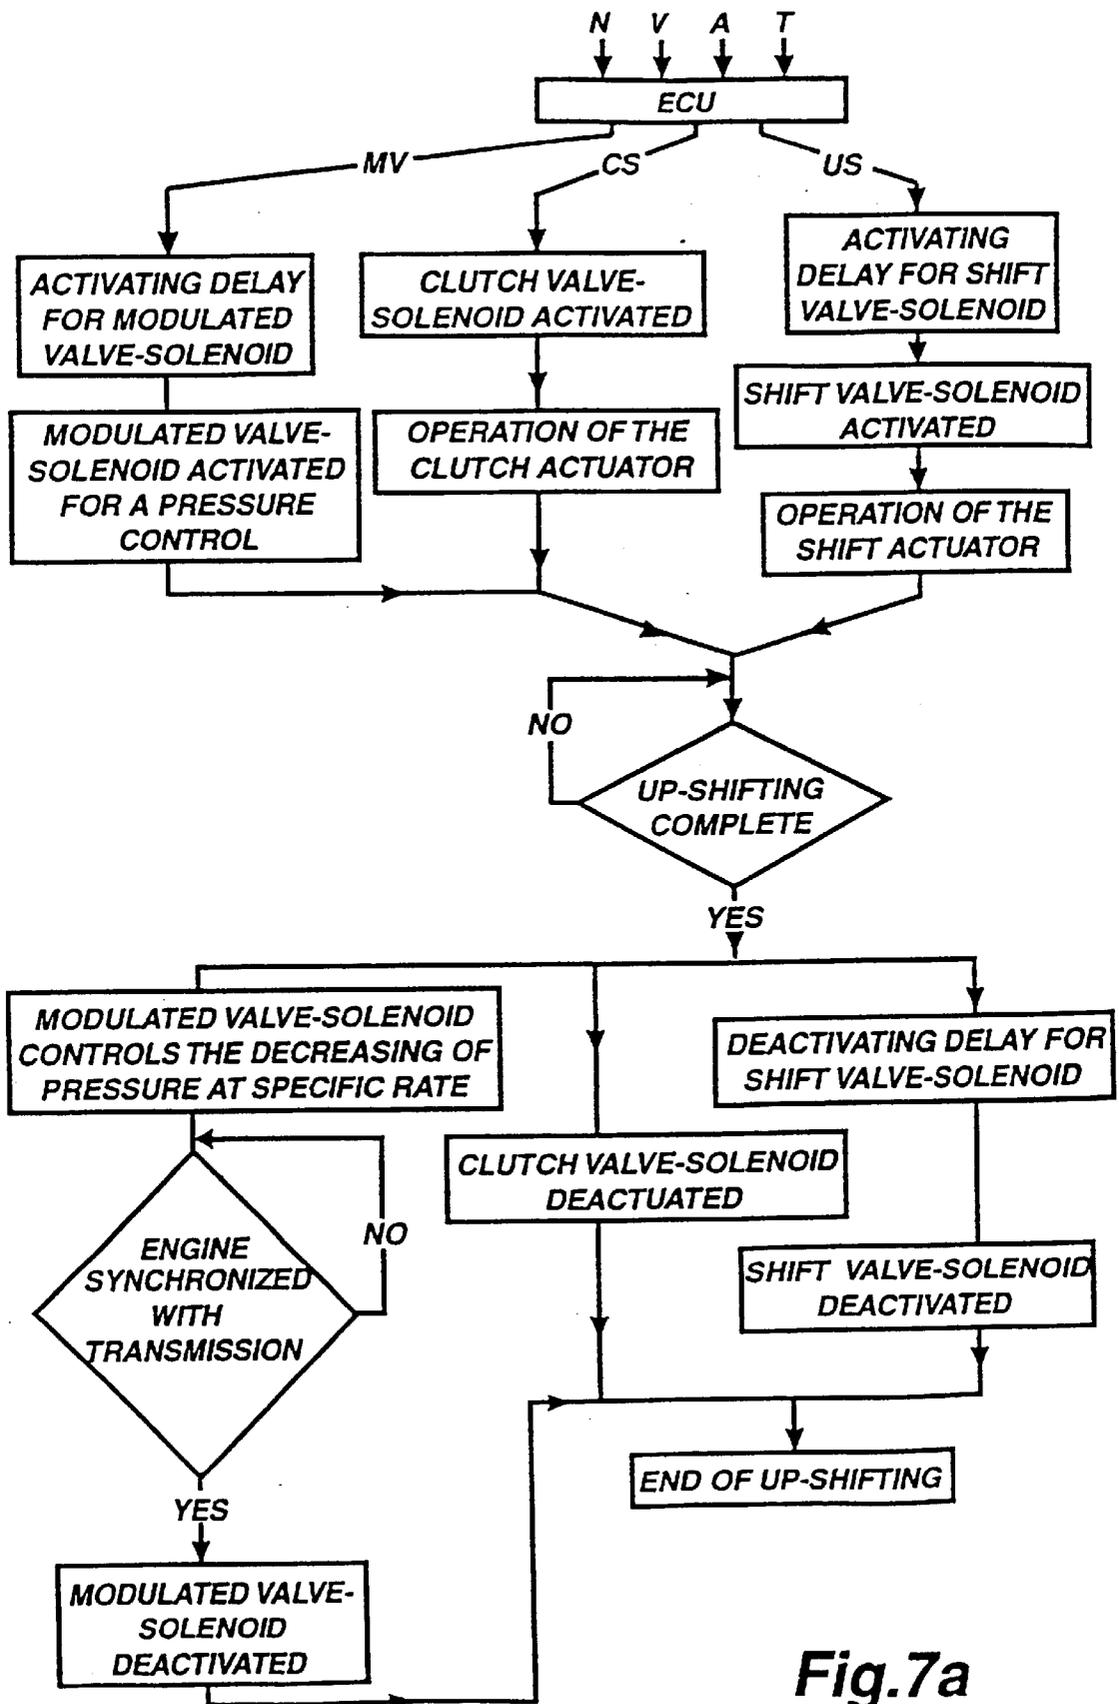 N V A T
ECU
MV
CS
US
ACTIVATING DELAY
FOR MODULATED
VALVE-SOLENOID
CLUTCH VALVE-
SOLENOID ACTIVATED
ACTIVATING
DELAY FOR SHIFT
VALVE-SOLENOID
MODULATED VALVE-
SOLENOID ACTIVATED
FOR A PRESSURE
CONTROL
OPERATION OF THE
CLUTCH ACTUATOR
SHIFT VALVE-SOLENOID
ACTIVATED
OPERATION OF THE
SHIFT ACTUATOR
NO
UP-SHIFTING
COMPLETE
YES
MODULATED VALVE-SOLENOID
CONTROLS THE DECREASING OF
PRESSURE AT SPECIFIC RATE
DEACTIVATING DELAY FOR
SHIFT VALVE-SOLENOID
CLUTCH VALVE-SOLENOID
DEACTUATED
NO
ENGINE
SYNCHRONIZED
WITH
TRANSMISSION
SHIFT VALVE-SOLENOID
DEACTIVATED
END OF UP-SHIFTING
YES
MODULATED VALVE-
SOLENOID
DEACTIVATED
Fig.7a